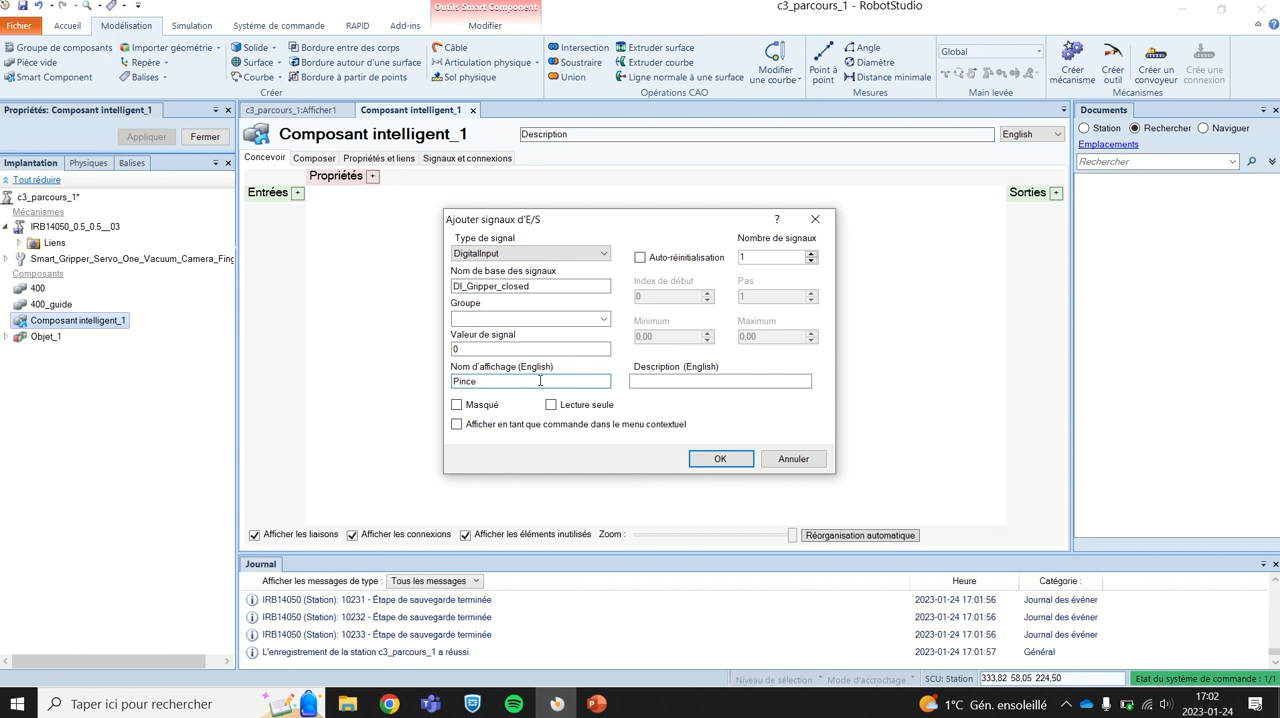 c3_parcours_1 - RobotStudio
Outils Smart Component
Fichier Accueil Modélisation Simulation Système de commande RAPID Add-ins Modifier
Groupe de composants
Pièce vide
Smart Component
Importer géométrie
Repère
Balises
Solide
Surface
Courbe
Bordure entre des corps
Bordure autour d'une surface
Bordure à partir de points
Câble
Articulation physique
Sol physique
Créer
Intersection
Soustraire
Union
Extruder surface
Extruder courbe
Ligne normale à une surface
Modifier
une courbe
Opérations CAO
Point à
point
Angle
Diamètre
Distance minimale
Mesures
Global
Main levée
Créer
mécanisme
Créer
outil
Créer un
convoyeur
Crée une
connexion
Mécanismes
Propriétés: Composant intelligent_1
Appliquer Fermer
Implantation Physiques Balises
Tout réduire
c3_parcours_1*
Mécanismes
IRB14050_0.5_0.5__03
Liens
Smart_Gripper_Servo_One_Vacuum_Camera_Fing
Composants
400
400_guide
Composant intelligent_1
Objet_1
c3_parcours_1:Afficher1 Composant intelligent_1
Composant intelligent_1
Description
English
Concevoir Composer Propriétés et liens Signaux et connexions
Propriétés +
Entrées +
Sorties +
Ajouter signaux d'E/S
?
Type de signal
DigitalInput
Nom de base des signaux
DI_Gripper_closed
Groupe
Valeur de signal
0
Nom d'affichage (English)
Pince
Auto-réinitialisation
Nombre de signaux
1
Index de début
0
Pas
1
Minimum
0,00
Maximum
0,00
Description (English)
Masqué
Lecture seule
Afficher en tant que commande dans le menu contextuel
OK
Annuler
Afficher les liaisons Afficher les connexions Afficher les éléments inutilisés Zoom : Réorganisation automatique
Documents
Station Rechercher Naviguer
Emplacements
Rechercher
Journal
Afficher les messages de type : Tous les messages Heure Catégorie :
IRB14050 (Station): 10231 - Étape de sauvegarde terminée 2023-01-24 17:01:56 Journal des événer
IRB14050 (Station): 10232 - Étape de sauvegarde terminée 2023-01-24 17:01:56 Journal des événer
IRB14050 (Station): 10233 - Étape de sauvegarde terminée 2023-01-24 17:01:56 Journal des événer
L'enregistrement de la station c3_parcours_1 a réussi. 2023-01-24 17:01:57 Général
Niveau de sélection Mode d'accrochage SCU: Station 333,82 58,05 224,50 Etat du système de commande : 1/1
Taper ici pour rechercher
1°C Gén. ensoleillé
17:02
2023-01-24